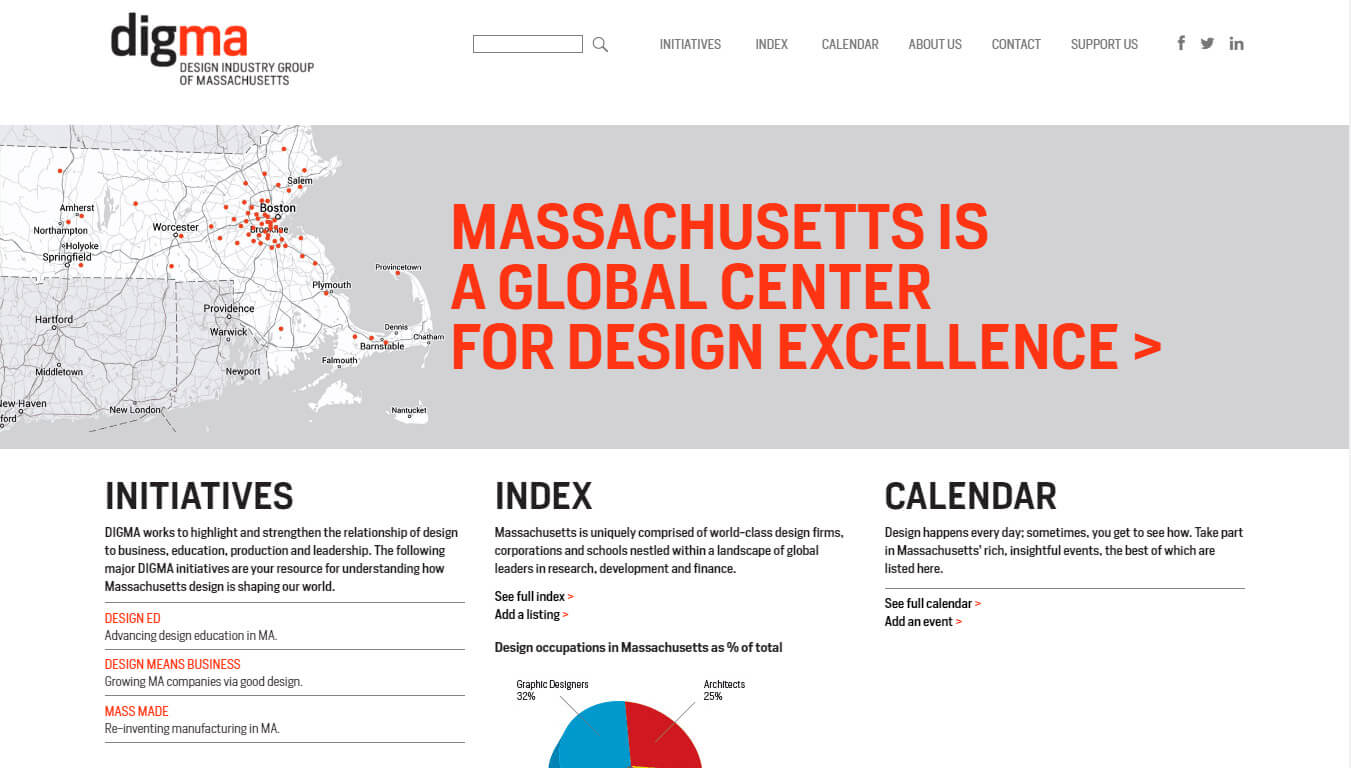 digma
DESIGN INDUSTRY GROUP
OF MASSACHUSETTS
INITIATIVES
INDEX
CALENDAR
ABOUT US
CONTACT
SUPPORT US
Salem
Boston
Brookline
Amherst
Northampton
Worcester
Holyoke
Springfield
Provincetown
Plymouth
Providence
Hartford
Warwick
Dennis
Chatham
Barnstable
Falmouth
Middletown
Newport
New Haven
New London
Nantucket
ford
MASSACHUSETTS IS
A GLOBAL CENTER
FOR DESIGN EXCELLENCE >
INITIATIVES
DIGMA works to highlight and strengthen the relationship of design
to business, education, production and leadership. The following
major DIGMA initiatives are your resource for understanding how
Massachusetts design is shaping our world.
DESIGN ED
Advancing design education in MA.
DESIGN MEANS BUSINESS
Growing MA companies via good design.
MASS MADE
Re-inventing manufacturing in MA.
INDEX
Massachusetts is uniquely comprised of world-class design firms,
corporations and schools nestled within a landscape of global
leaders in research, development and finance.
See full index >
Add a listing >
Design occupations in Massachusetts as % of total
Graphic Designers
32%
Architects
25%
CALENDAR
Design happens every day; sometimes, you get to see how. Take part
in Massachusetts' rich, insightful events, the best of which are
listed here.
See full calendar >
Add an event >